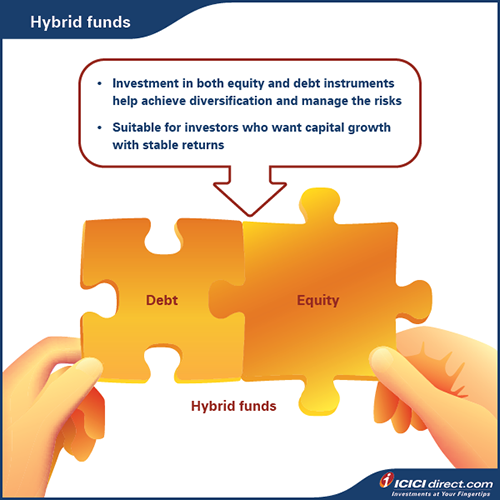 Hybrid funds
• Investment in both equity and debt instruments
help achieve diversification and manage the risks
• Suitable for investors who want capital growth
with stable returns
Debt
Equity
Hybrid funds
i ICICI direct.com
Investments at Your Fingertips